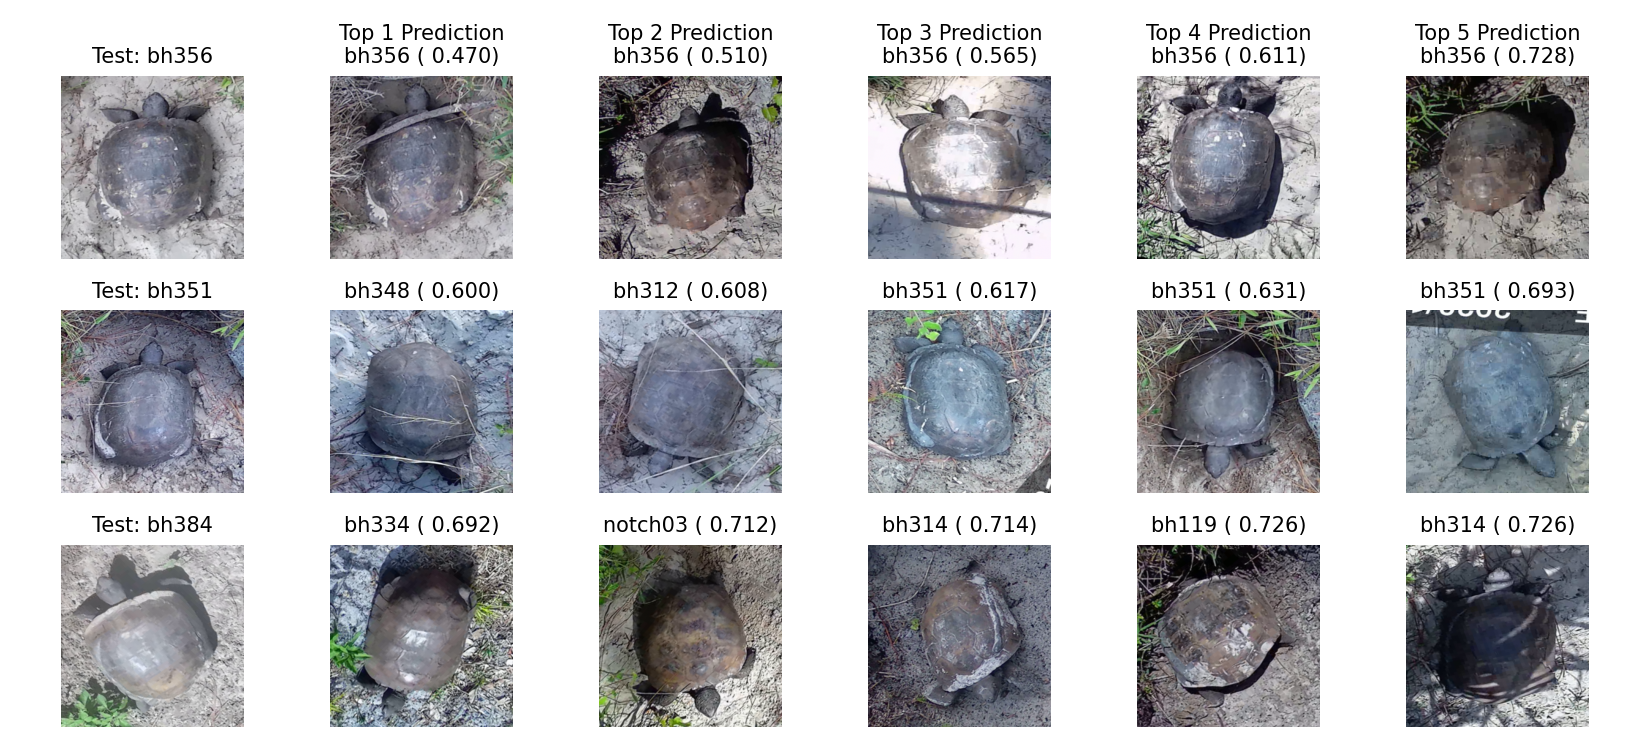 Test: bh356
Top 1 Prediction
bh356 ( 0.470)
Top 2 Prediction
bh356 ( 0.510)
Top 3 Prediction
bh356 ( 0.565)
Top 4 Prediction
bh356 ( 0.611)
Top 5 Prediction
bh356 ( 0.728)
Test: bh351
bh348 ( 0.600)
bh312 ( 0.608)
bh351 ( 0.617)
bh351 ( 0.631)
bh351 ( 0.693)
Test: bh384
bh334 ( 0.692)
notch03 ( 0.712)
bh314 ( 0.714)
bh119 ( 0.726)
bh314 ( 0.726)